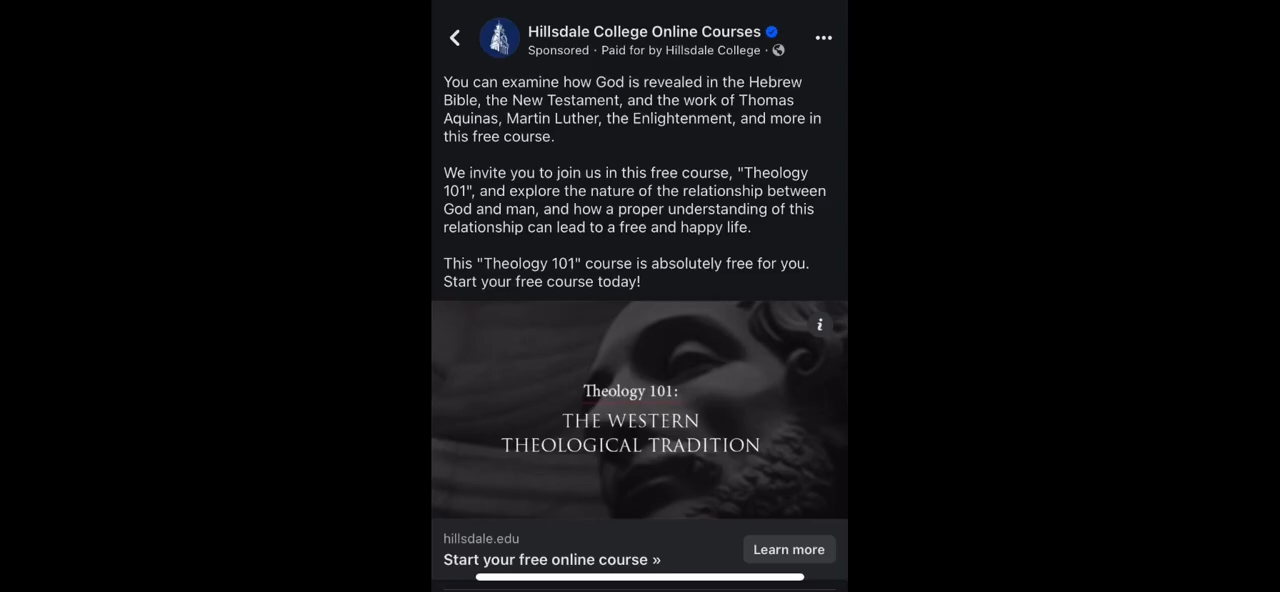 Hillsdale College Online Courses
Sponsored · Paid for by Hillsdale College ·
You can examine how God is revealed in the Hebrew
Bible, the New Testament, and the work of Thomas
Aquinas, Martin Luther, the Enlightenment, and more in
this free course.
We invite you to join us in this free course, "Theology
101", and explore the nature of the relationship between
God and man, and how a proper understanding of this
relationship can lead to a free and happy life.
This "Theology 101" course is absolutely free for you.
Start your free course today!
i
Theology 101:
THE WESTERN
THEOLOGICAL TRADITION
hillsdale.edu
Start your free online course »
Learn more